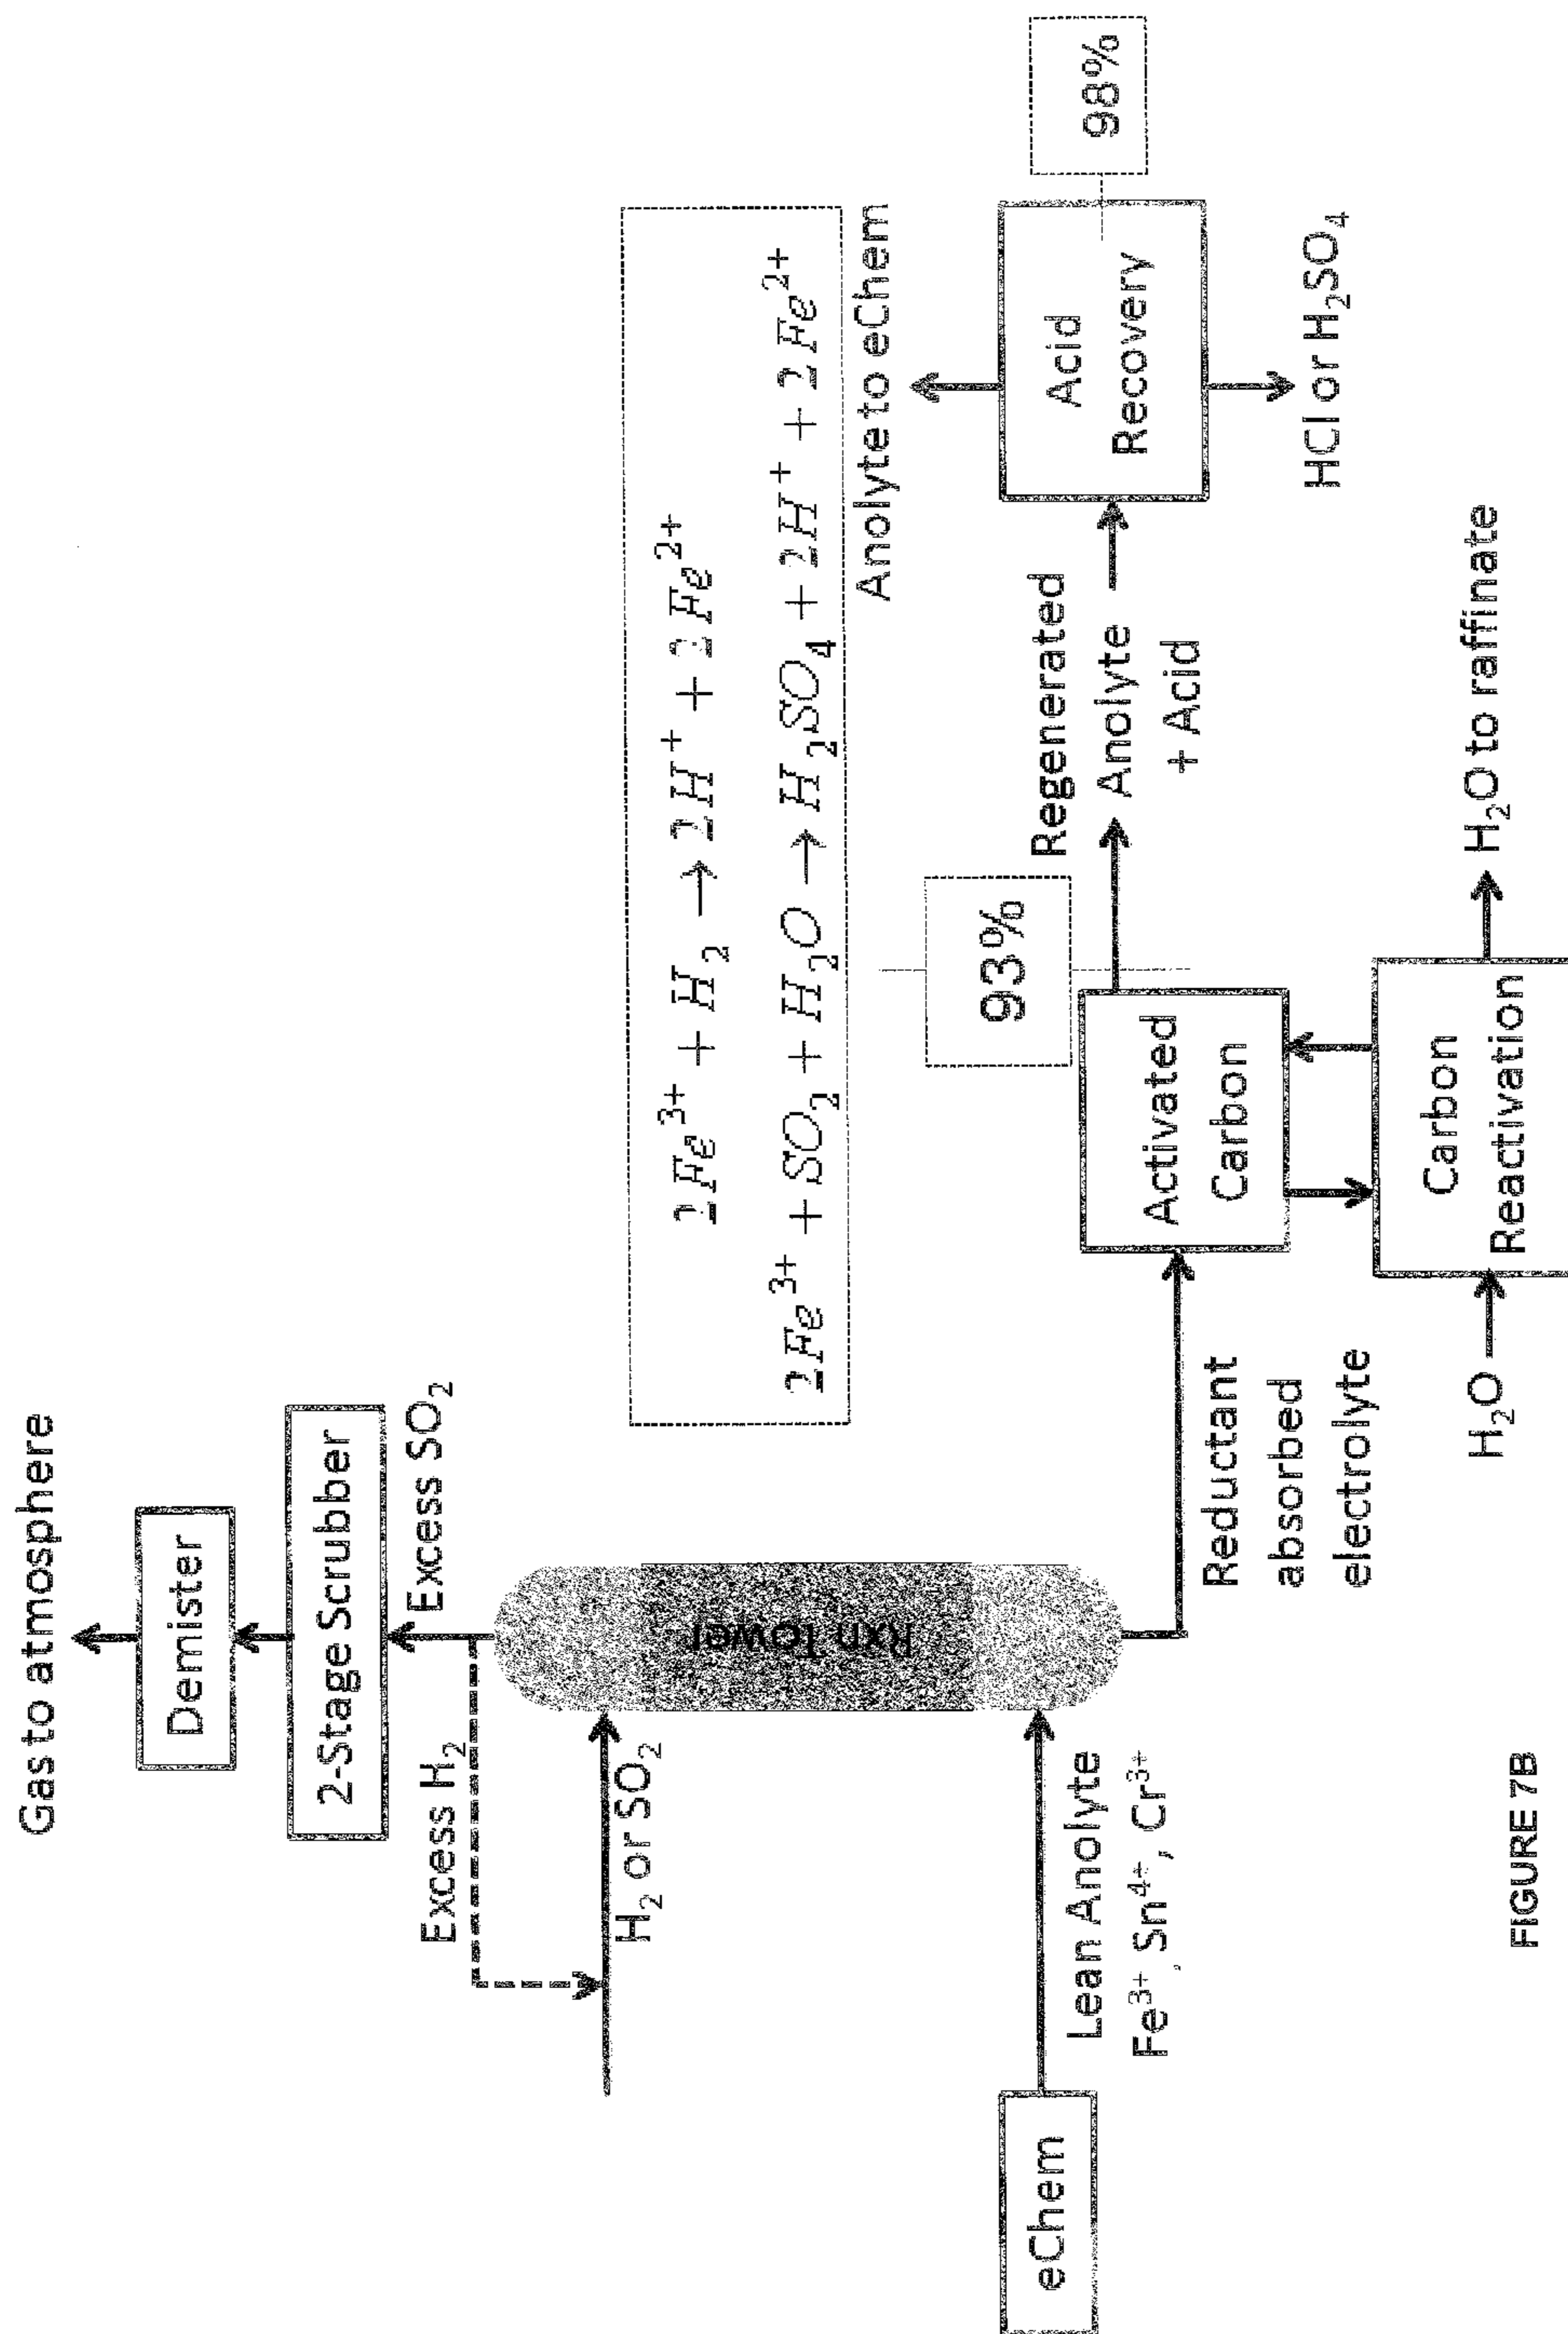 Gas to atmosphere
Demister
2-Stage Scrubber
Excess SO₂
Excess H₂
H₂ or SO₂
Rxn Tower
eChem
Lean Anolyte
Fe³⁺, Sn⁴⁺, Cr³⁺
2Fe³⁺ + H₂ → 2H⁺ + 2Fe²⁺
2Fe³⁺ + SO₂ + H₂O → H₂SO₄ + 2H⁺ + 2Fe²⁺
Reductant
absorbed
electrolyte
Activated
Carbon
93%
Regenerated
Anolyte
+ Acid
Anolyte to eChem
Acid
Recovery
98%
HCl or H₂SO₄
H₂O
Carbon
Reactivation
H₂O to raffinate
FIGURE 7B